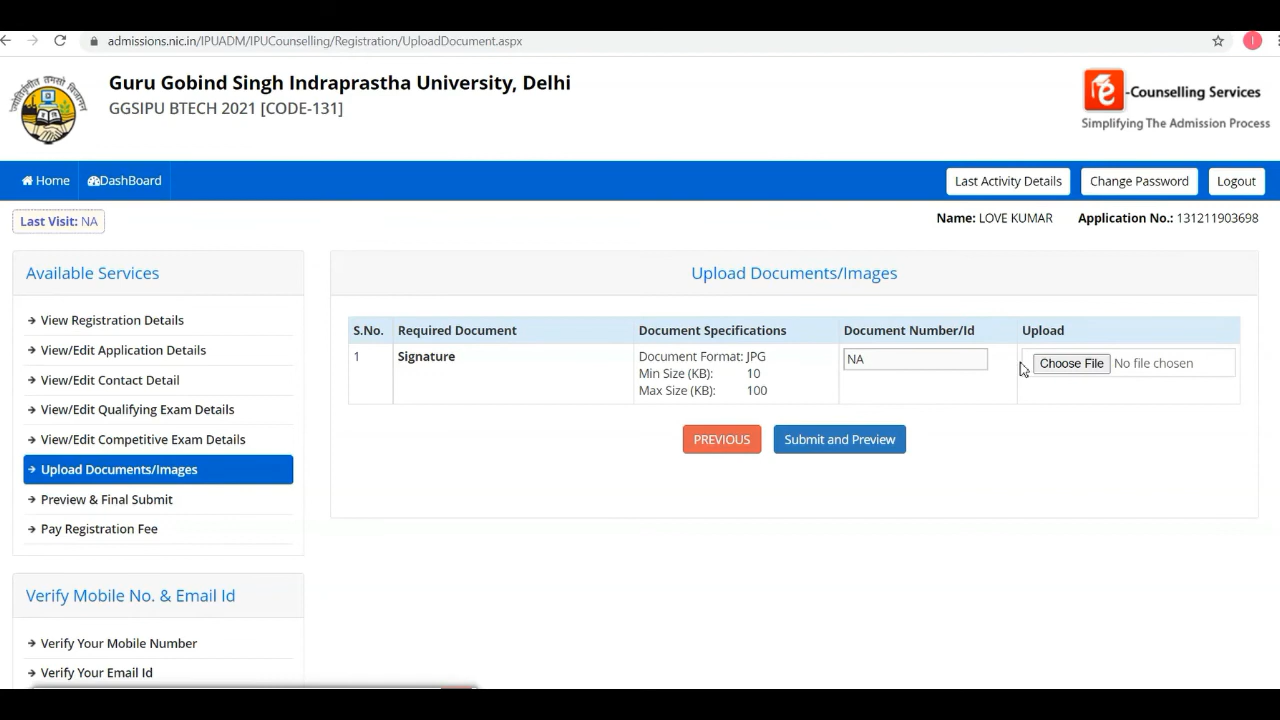 admissions.nic.in/IPUADM/IPUCounselling/Registration/UploadDocument.aspx
I
Guru Gobind Singh Indraprastha University, Delhi
GGSIPU BTECH 2021 [CODE-131]
e-Counselling Services
Simplifying The Admission Process
Home DashBoard Last Activity Details Change Password Logout
Last Visit: NA Name: LOVE KUMAR Application No.: 131211903698
Available Services
View Registration Details
View/Edit Application Details
View/Edit Contact Detail
View/Edit Qualifying Exam Details
View/Edit Competitive Exam Details
Upload Documents/Images
Preview & Final Submit
Pay Registration Fee
Verify Mobile No. & Email Id
Verify Your Mobile Number
Verify Your Email Id
Upload Documents/Images
S.No. Required Document Document Specifications Document Number/Id Upload
1 Signature Document Format: JPG NA Choose File No file chosen
Min Size (KB): 10
Max Size (KB): 100
PREVIOUS Submit and Preview